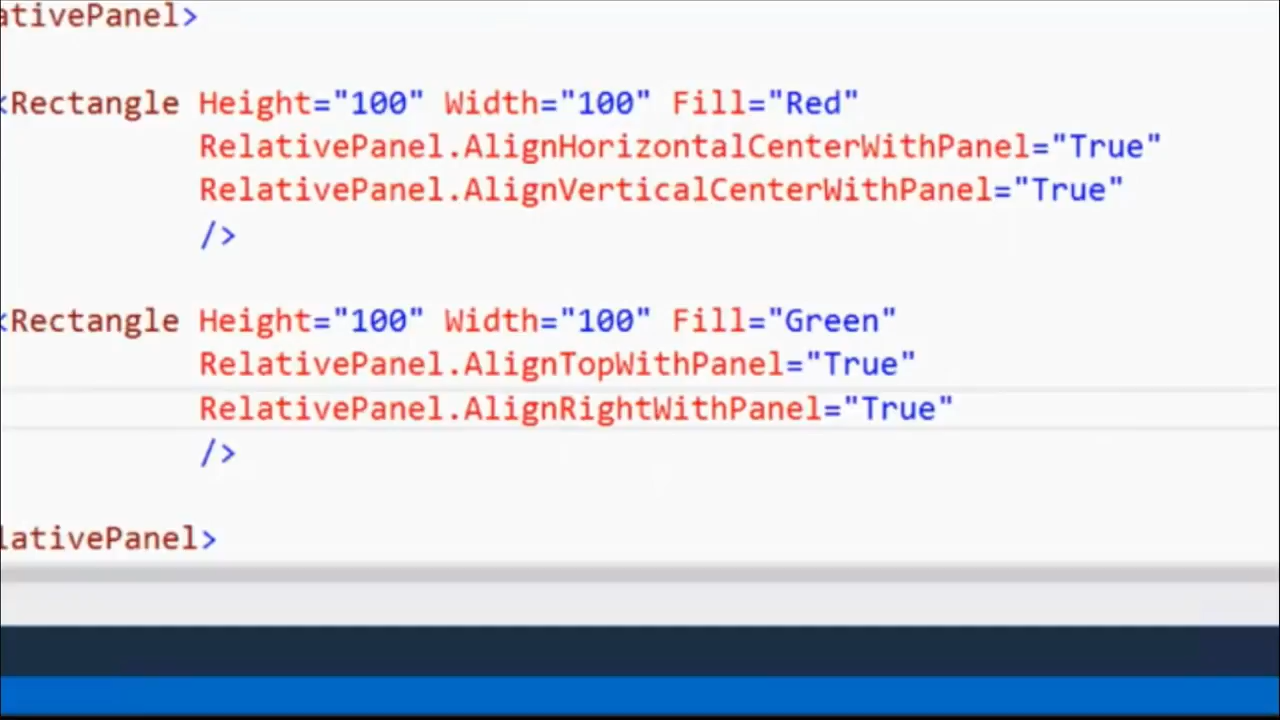 ativePanel>
<Rectangle Height="100" Width="100" Fill="Red"
RelativePanel.AlignHorizontalCenterWithPanel="True"
RelativePanel.AlignVerticalCenterWithPanel="True"
/>
<Rectangle Height="100" Width="100" Fill="Green"
RelativePanel.AlignTopWithPanel="True"
RelativePanel.AlignRightWithPanel="True"
/>
lativePanel>